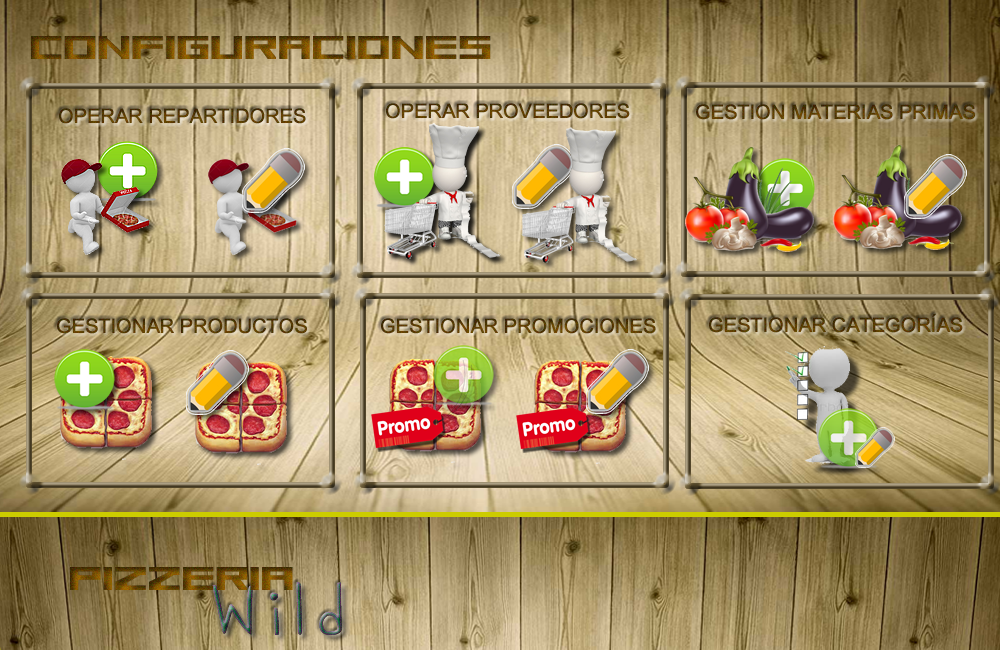 CONFIGURACIONES
OPERAR REPARTIDORES
OPERAR PROVEEDORES
GESTION MATERIAS PRIMAS
GESTIONAR PRODUCTOS
GESTIONAR PROMOCIONES
GESTIONAR CATEGORÍAS
Promo
Promo
PIZZERIA
Wild